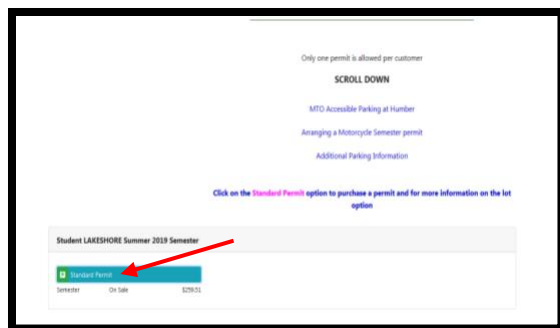 Only one permit is allowed per customer
SCROLL DOWN
MTO Accessible Parking at Humber
Arranging a Motorcycle Semester permit
Additional Parking Information
Click on the Standard Permit option to purchase a permit and for more information on the lot
option
Student LAKESHORE Summer 2019 Semester
Standard Permit
Semester On Sale $259.51